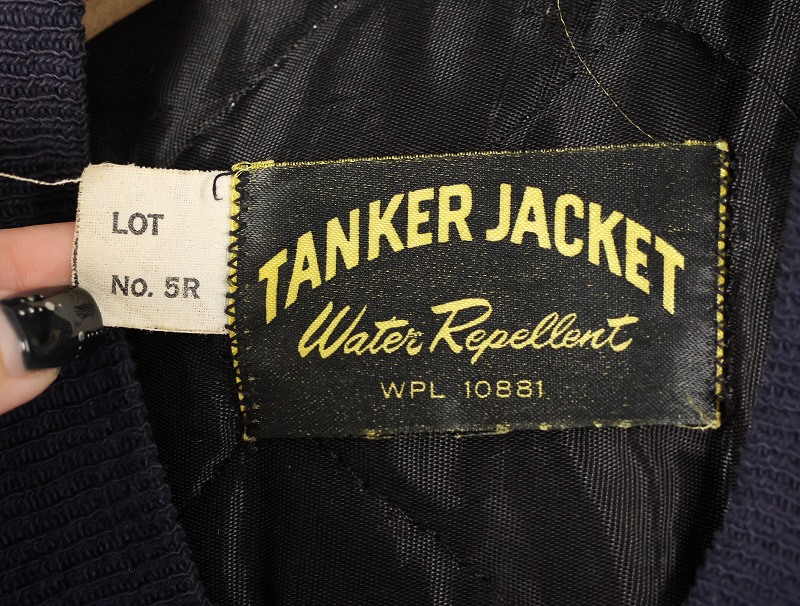 LOT
No. 5R
TANKER JACKET
Water Repellent
WPL 10881